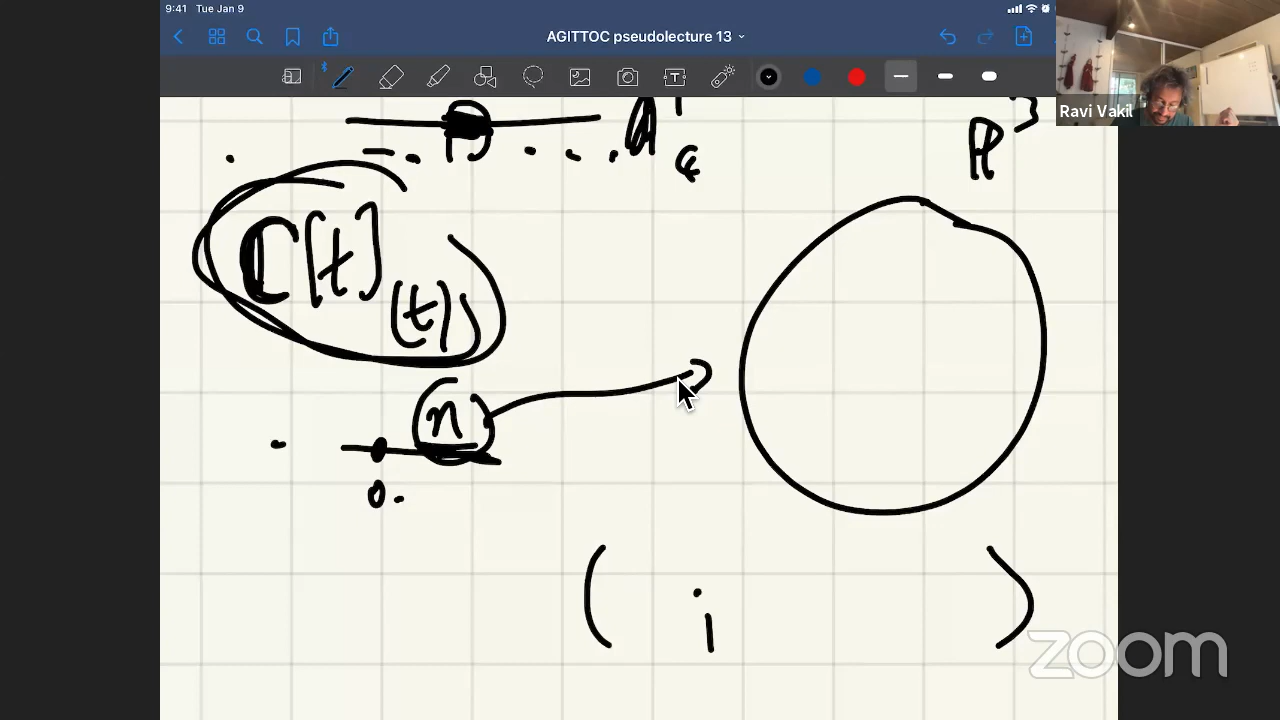 9:41 Tue Jan 9
AGITTOC pseudolecture 13
Ravi Vakil
A¹
P³
ℂ[t]
(t)
(η)
0.
( i )
zoom